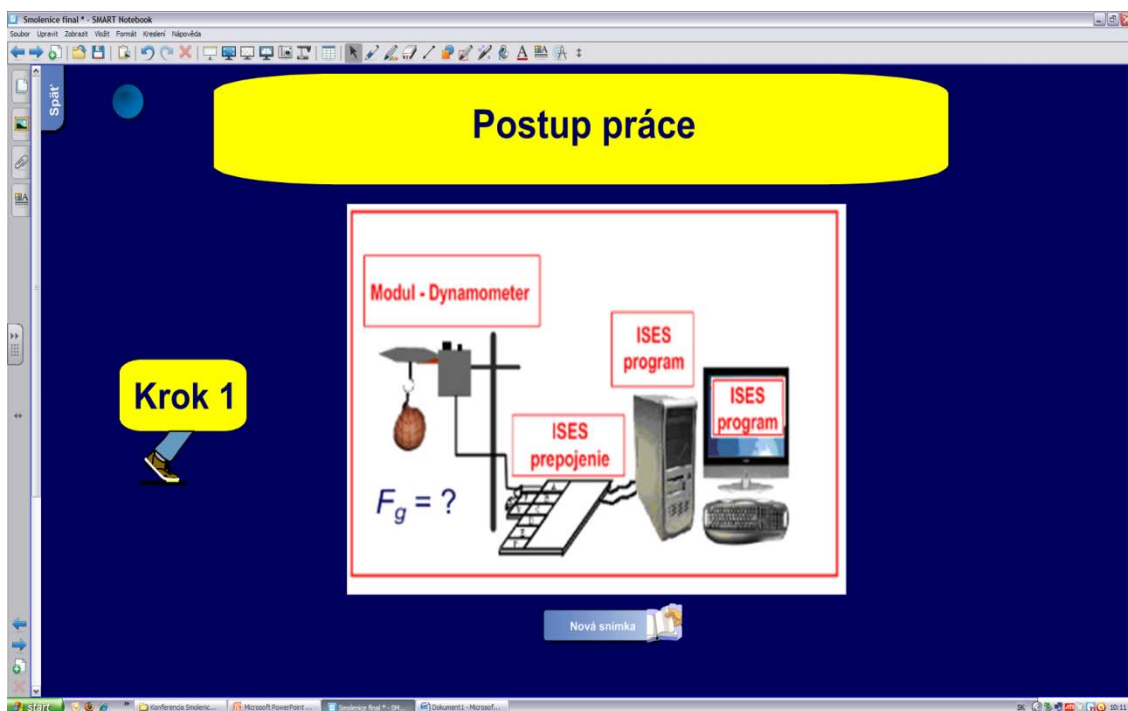 Smolenice final * - SMART Notebook
Soubor Upravit Zobrazit Vložit Formát Kreslení Nápověda
Späť
Postup práce
Modul - Dynamometer
ISES
program
ISES
program
Krok 1
ISES
prepojenie
Fg = ?
Nová snímka
start
Konferencia Smolenic...
Microsoft PowerPoint ...
Smolenice final * - SM...
Dokument1 - Microsof...
SK
10:11